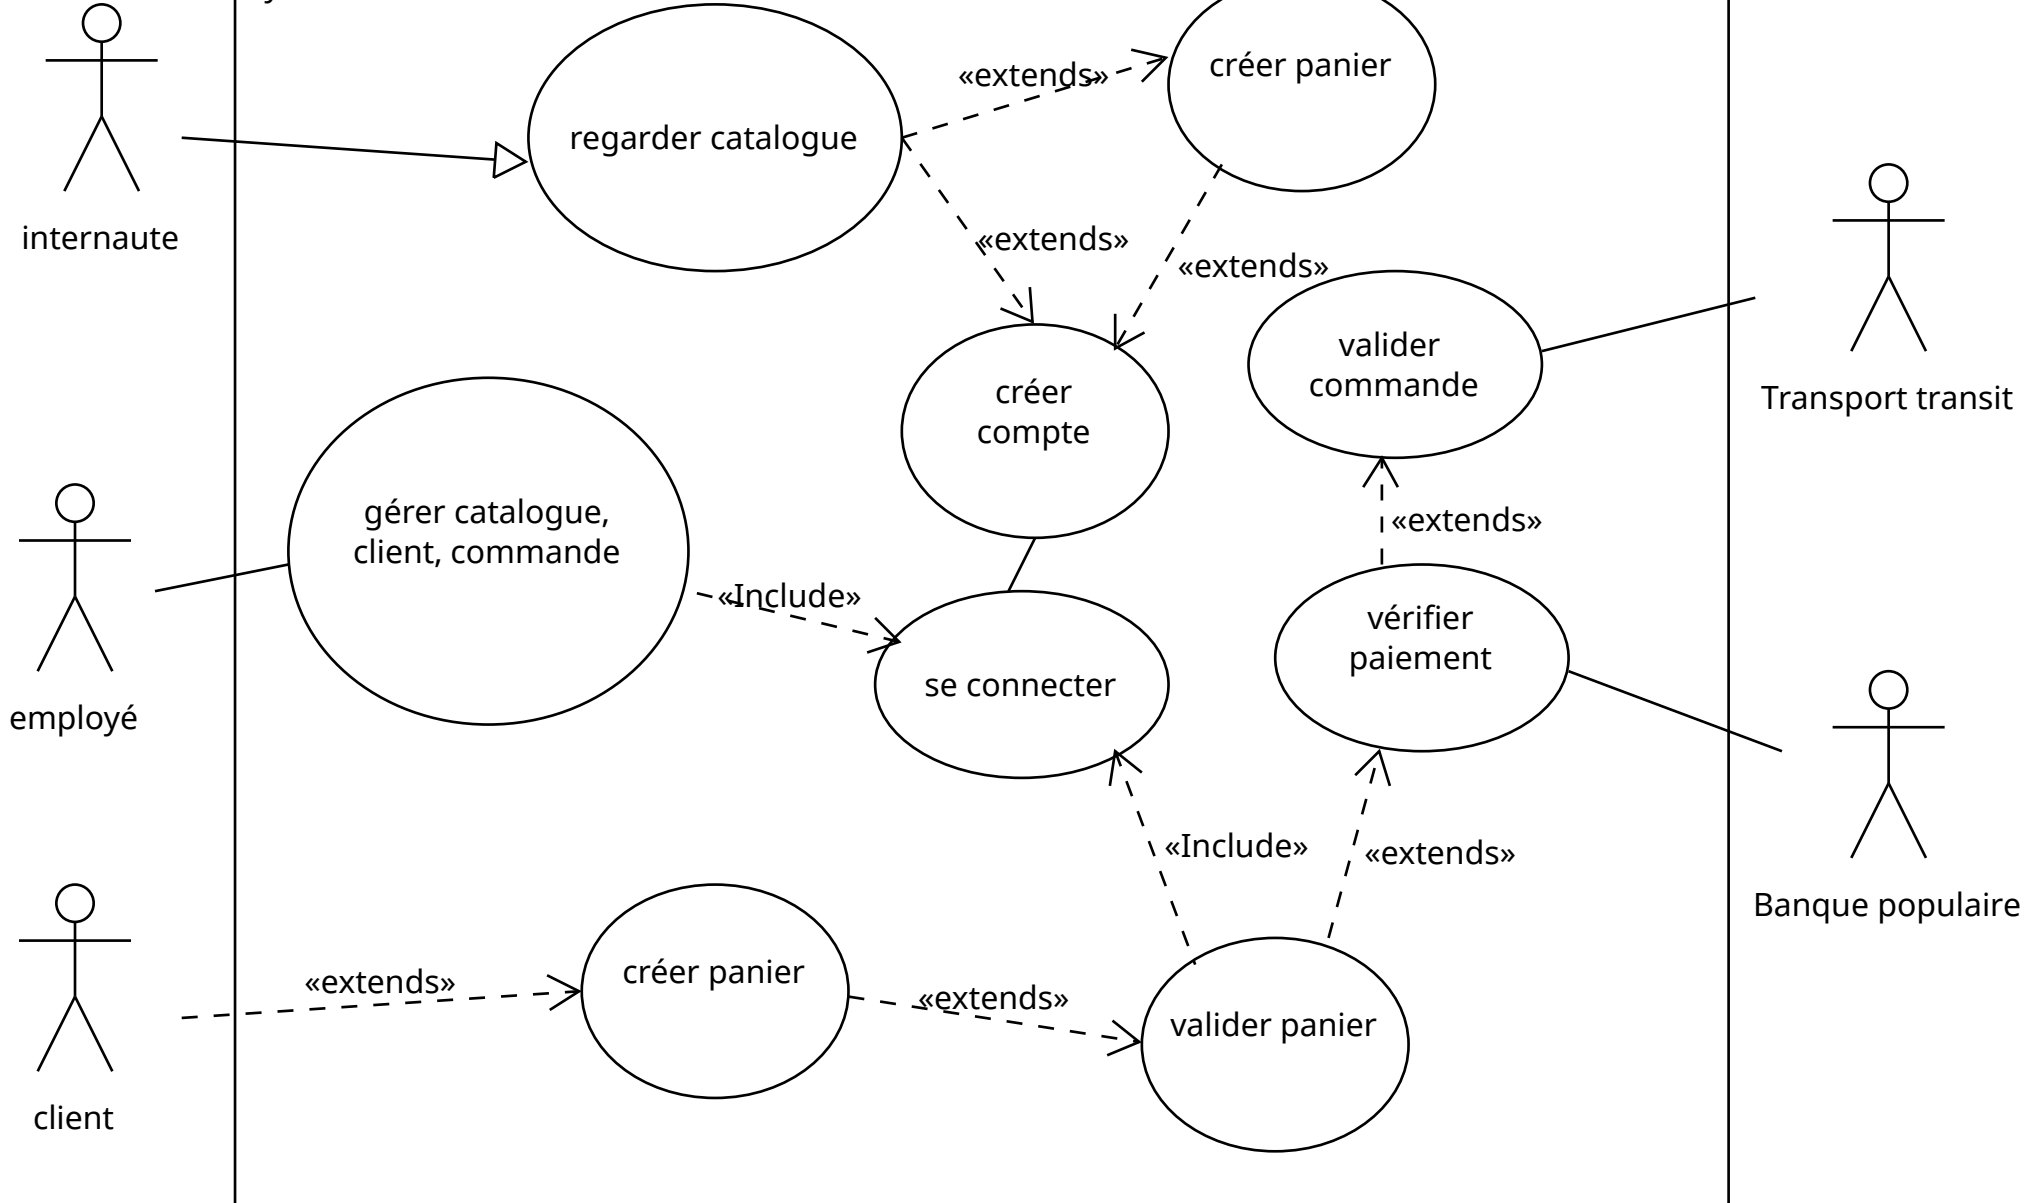 créer panier
«extends»
regarder catalogue
internaute
«extends»
«extends»
valider
commande
Transport transit
créer
compte
gérer catalogue,
client, commande
«extends»
«Include»
vérifier
paiement
se connecter
employé
«Include»
«extends»
Banque populaire
créer panier
«extends»
«extends»
valider panier
client